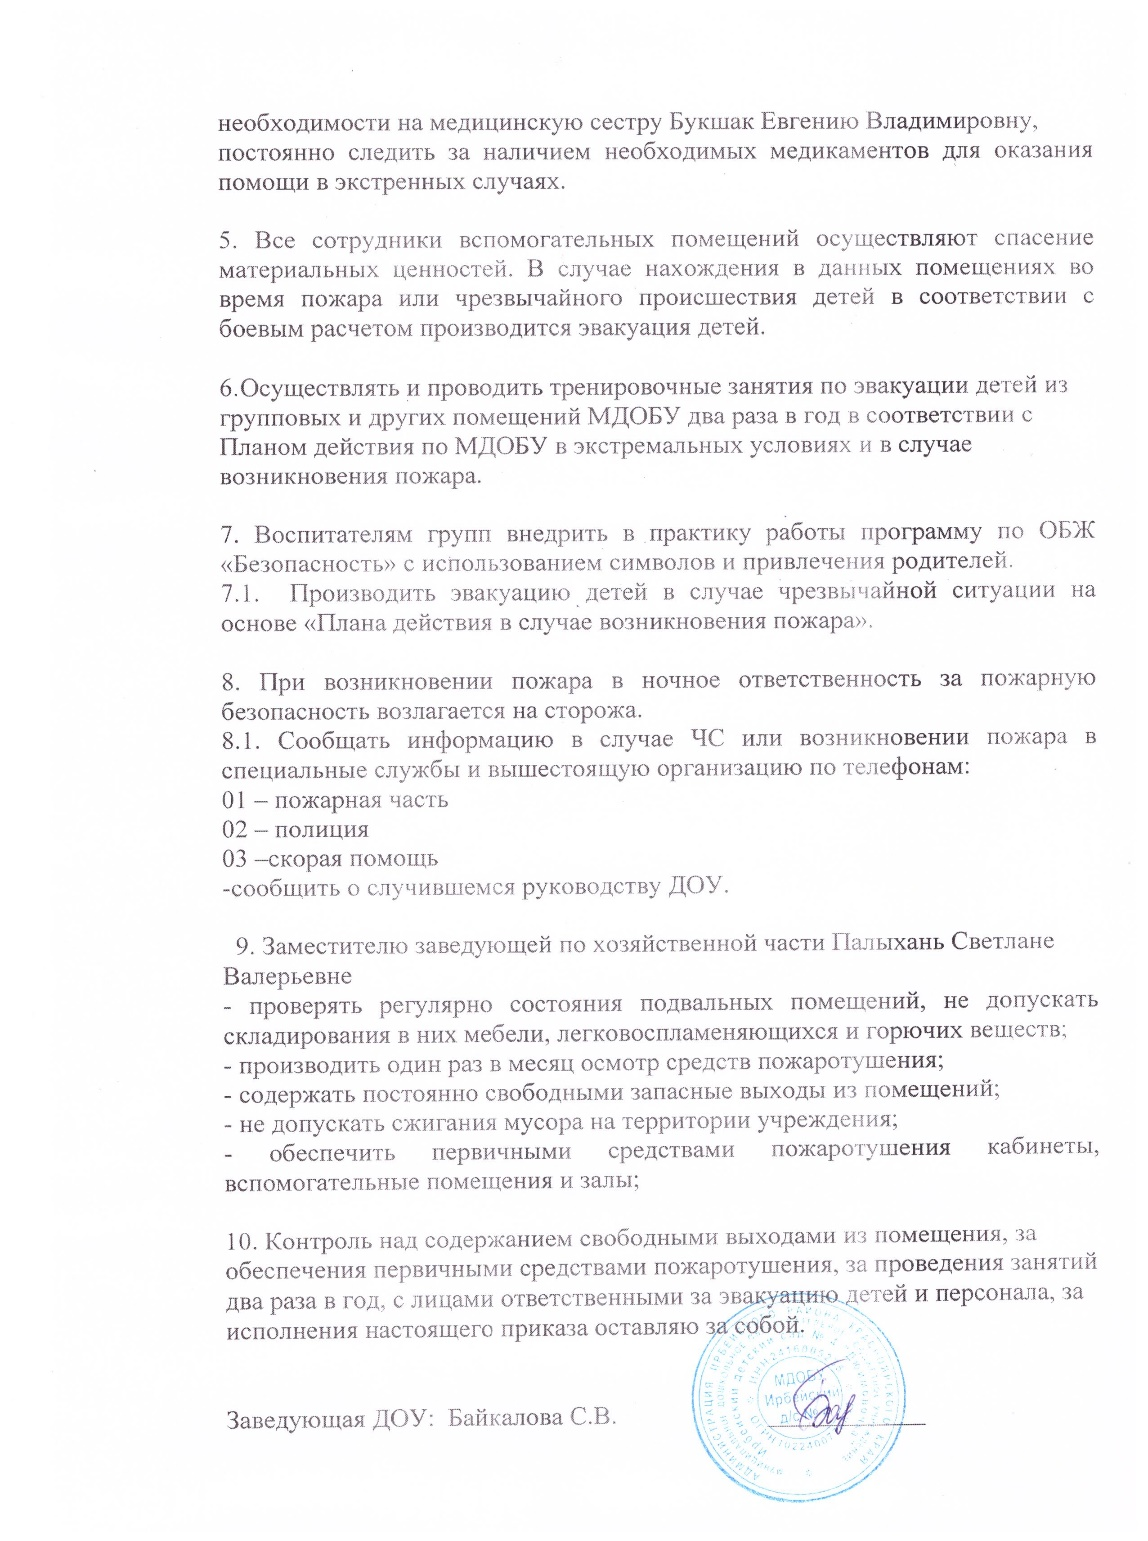 необходимости на медицинскую сестру Букшак Евгению Владимировну,
постоянно следить за наличием необходимых медикаментов для оказания
помощи в экстренных случаях.
5. Все сотрудники вспомогательных помещений осуществляют спасение
материальных ценностей. В случае нахождения в данных помещениях во
время пожара или чрезвычайного происшествия детей в соответствии с
боевым расчетом производится эвакуация детей.
6.Осуществлять и проводить тренировочные занятия по эвакуации детей из
групповых и других помещений МДОБУ два раза в год в соответствии с
Планом действия по МДОБУ в экстремальных условиях и в случае
возникновения пожара.
7. Воспитателям групп внедрить в практику работы программу по ОБЖ
«Безопасность» с использованием символов и привлечения родителей.
7.1. Производить эвакуацию детей в случае чрезвычайной ситуации на
основе «Плана действия в случае возникновения пожара».
8. При возникновении пожара в ночное ответственность за пожарную
безопасность возлагается на сторожа.
8.1. Сообщать информацию в случае ЧС или возникновении пожара в
специальные службы и вышестоящую организацию по телефонам:
01 – пожарная часть
02 – полиция
03 –скорая помощь
-сообщить о случившемся руководству ДОУ.
9. Заместителю заведующей по хозяйственной части Палыхань Светлане
Валерьевне
- проверять регулярно состояния подвальных помещений, не допускать
складирования в них мебели, легковоспламеняющихся и горючих веществ;
- производить один раз в месяц осмотр средств пожаротушения;
- содержать постоянно свободными запасные выходы из помещений;
- не допускать сжигания мусора на территории учреждения;
- обеспечить первичными средствами пожаротушения кабинеты,
вспомогательные помещения и залы;
10. Контроль над содержанием свободными выходами из помещения, за
обеспечения первичными средствами пожаротушения, за проведения занятий
два раза в год, с лицами ответственными за эвакуацию детей и персонала, за
исполнения настоящего приказа оставляю за собой.
Заведующая ДОУ: Байкалова С.В.
МДОБУ
Ирбейский